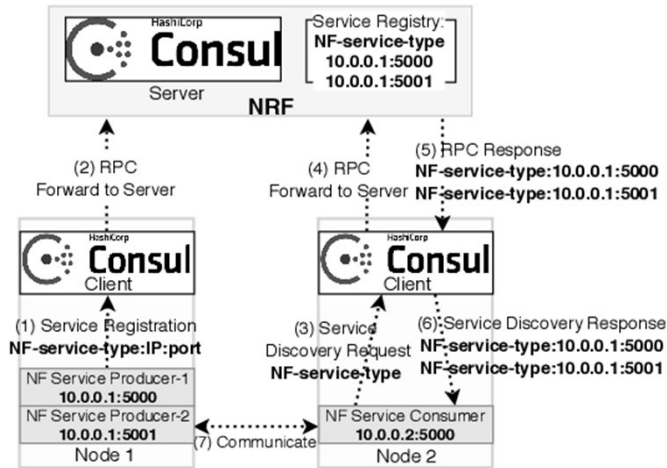 HashiCorp
Consul
Server
NRF
Service Registry:
NF-service-type
10.0.0.1:5000
10.0.0.1:5001
(2) RPC
Forward to Server
(4) RPC
Forward to Server
(5) RPC Response
NF-service-type:10.0.0.1:5000
NF-service-type:10.0.0.1:5001
HashiCorp
Consul
Client
HashiCorp
Consul
Client
(1) Service Registration
NF-service-type:IP:port
(3) Service
Discovery Request
NF-service-type
(6) Service Discovery Response
NF-service-type:10.0.0.1:5000
NF-service-type:10.0.0.1:5001
NF Service Producer-1
10.0.0.1:5000
NF Service Producer-2
10.0.0.1:5001
Node 1
(7) Communicate
NF Service Consumer
10.0.0.2:5000
Node 2